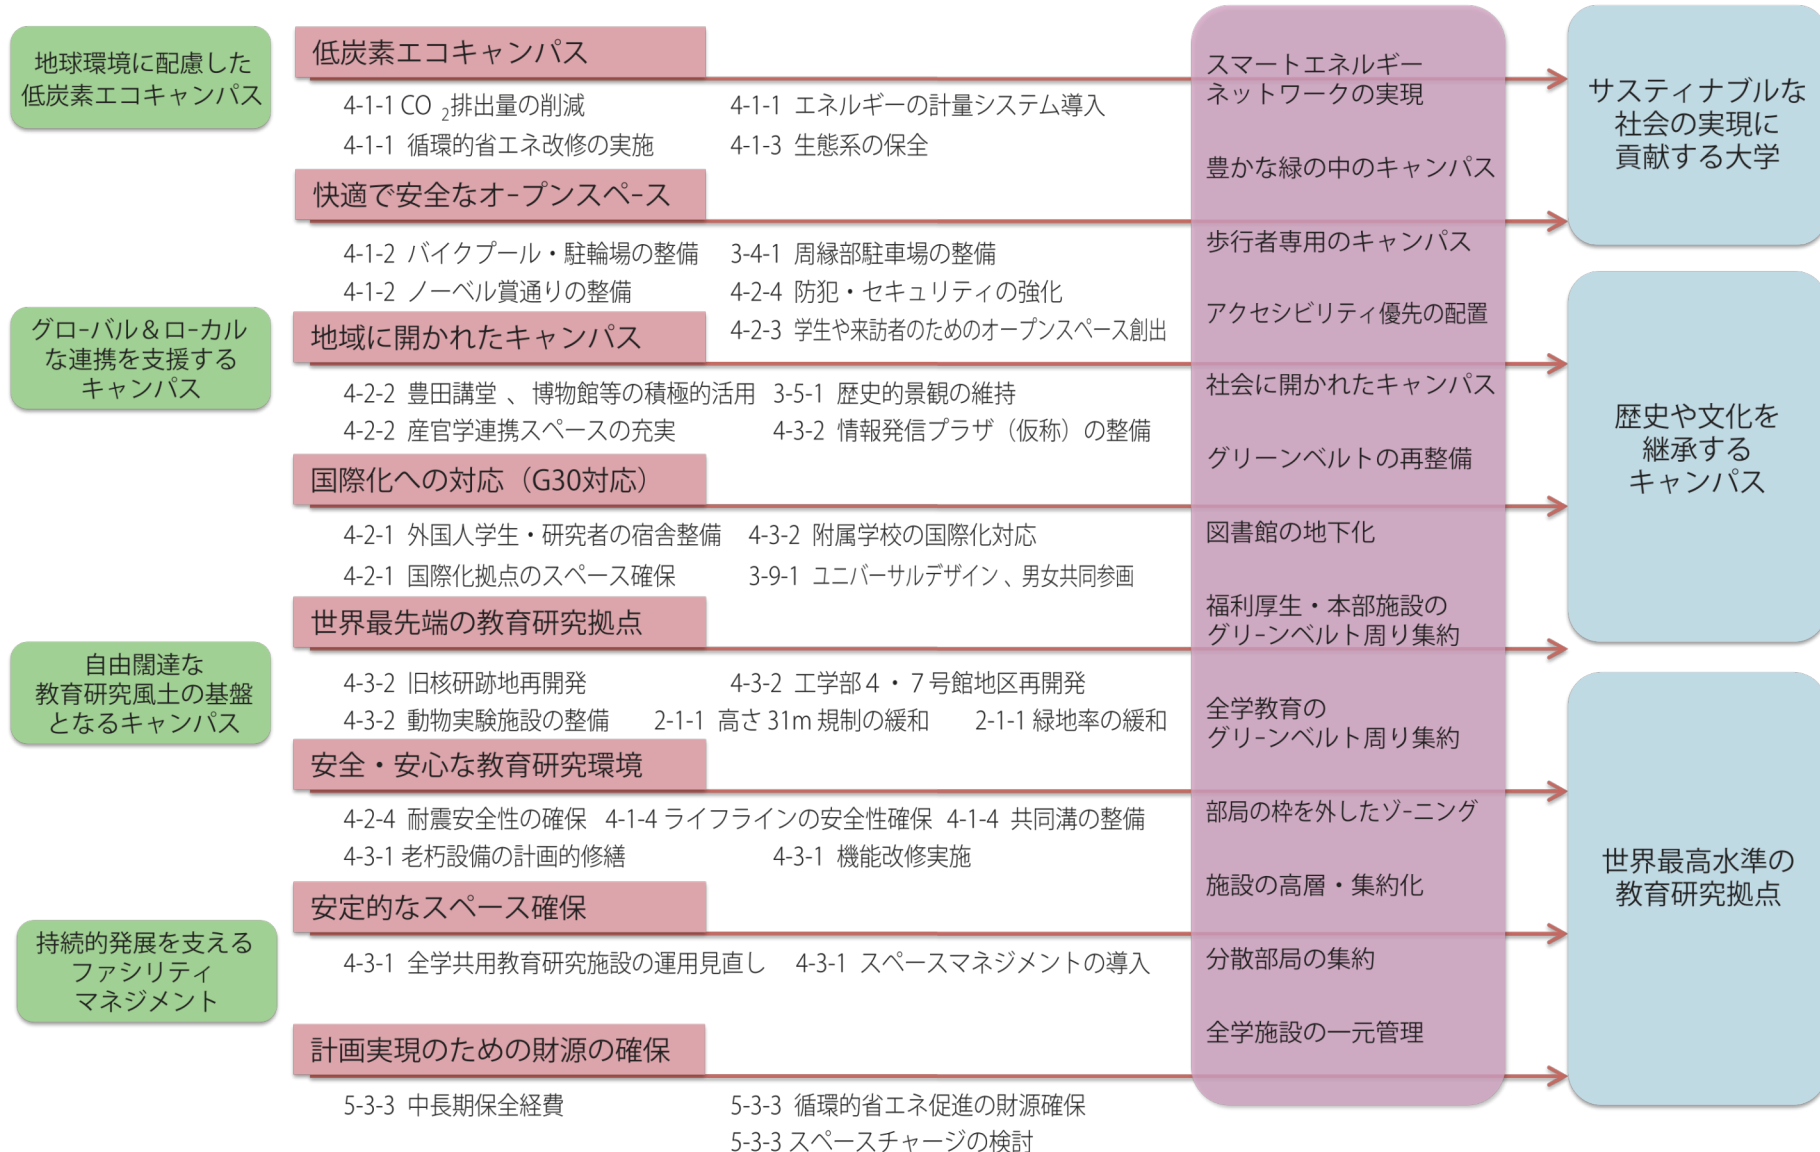 地球環境に配慮した
低炭素エコキャンパス
グローバル＆ローカル
な連携を支援する
キャンパス
自由闊達な
教育研究風土の基盤
となるキャンパス
持続的発展を支える
ファシリティ
マネジメント
低炭素エコキャンパス
4-1-1 CO 2排出量の削減 4-1-1 エネルギーの計量システム導入
4-1-1 循環的省エネ改修の実施 4-1-3 生態系の保全
快適で安全なオープンスペース
4-1-2 バイクプール・駐輪場の整備 3-4-1 周縁部駐車場の整備
4-1-2 ノーベル賞通りの整備 4-2-4 防犯・セキュリティの強化
4-2-3 学生や来訪者のためのオープンスペース創出
地域に開かれたキャンパス
4-2-2 豊田講堂 、博物館等の積極的活用 3-5-1 歴史的景観の維持
4-2-2 産官学連携スペースの充実 4-3-2 情報発信プラザ（仮称）の整備
国際化への対応（G30対応）
4-2-1 外国人学生・研究者の宿舎整備 4-3-2 附属学校の国際化対応
4-2-1 国際化拠点のスペース確保 3-9-1 ユニバーサルデザイン 、男女共同参画
世界最先端の教育研究拠点
4-3-2 旧核研跡地再開発 4-3-2 工学部４・７号館地区再開発
4-3-2 動物実験施設の整備 2-1-1 高さ 31m 規制の緩和 2-1-1 緑地率の緩和
安全・安心な教育研究環境
4-2-4 耐震安全性の確保 4-1-4 ライフラインの安全性確保 4-1-4 共同溝の整備
4-3-1 老朽設備の計画的修繕 4-3-1 機能改修実施
安定的なスペース確保
4-3-1 全学共用教育研究施設の運用見直し 4-3-1 スペースマネジメントの導入
計画実現のための財源の確保
5-3-3 中長期保全経費 5-3-3 循環的省エネ促進の財源確保
5-3-3 スペースチャージの検討
スマートエネルギー
ネットワークの実現
豊かな緑の中のキャンパス
歩行者専用のキャンパス
アクセシビリティ優先の配置
社会に開かれたキャンパス
グリーンベルトの再整備
図書館の地下化
福利厚生・本部施設の
グリーンベルト周り集約
全学教育の
グリーンベルト周り集約
部局の枠を外したゾーニング
施設の高層・集約化
分散部局の集約
全学施設の一元管理
サスティナブルな
社会の実現に
貢献する大学
歴史や文化を
継承する
キャンパス
世界最高水準の
教育研究拠点